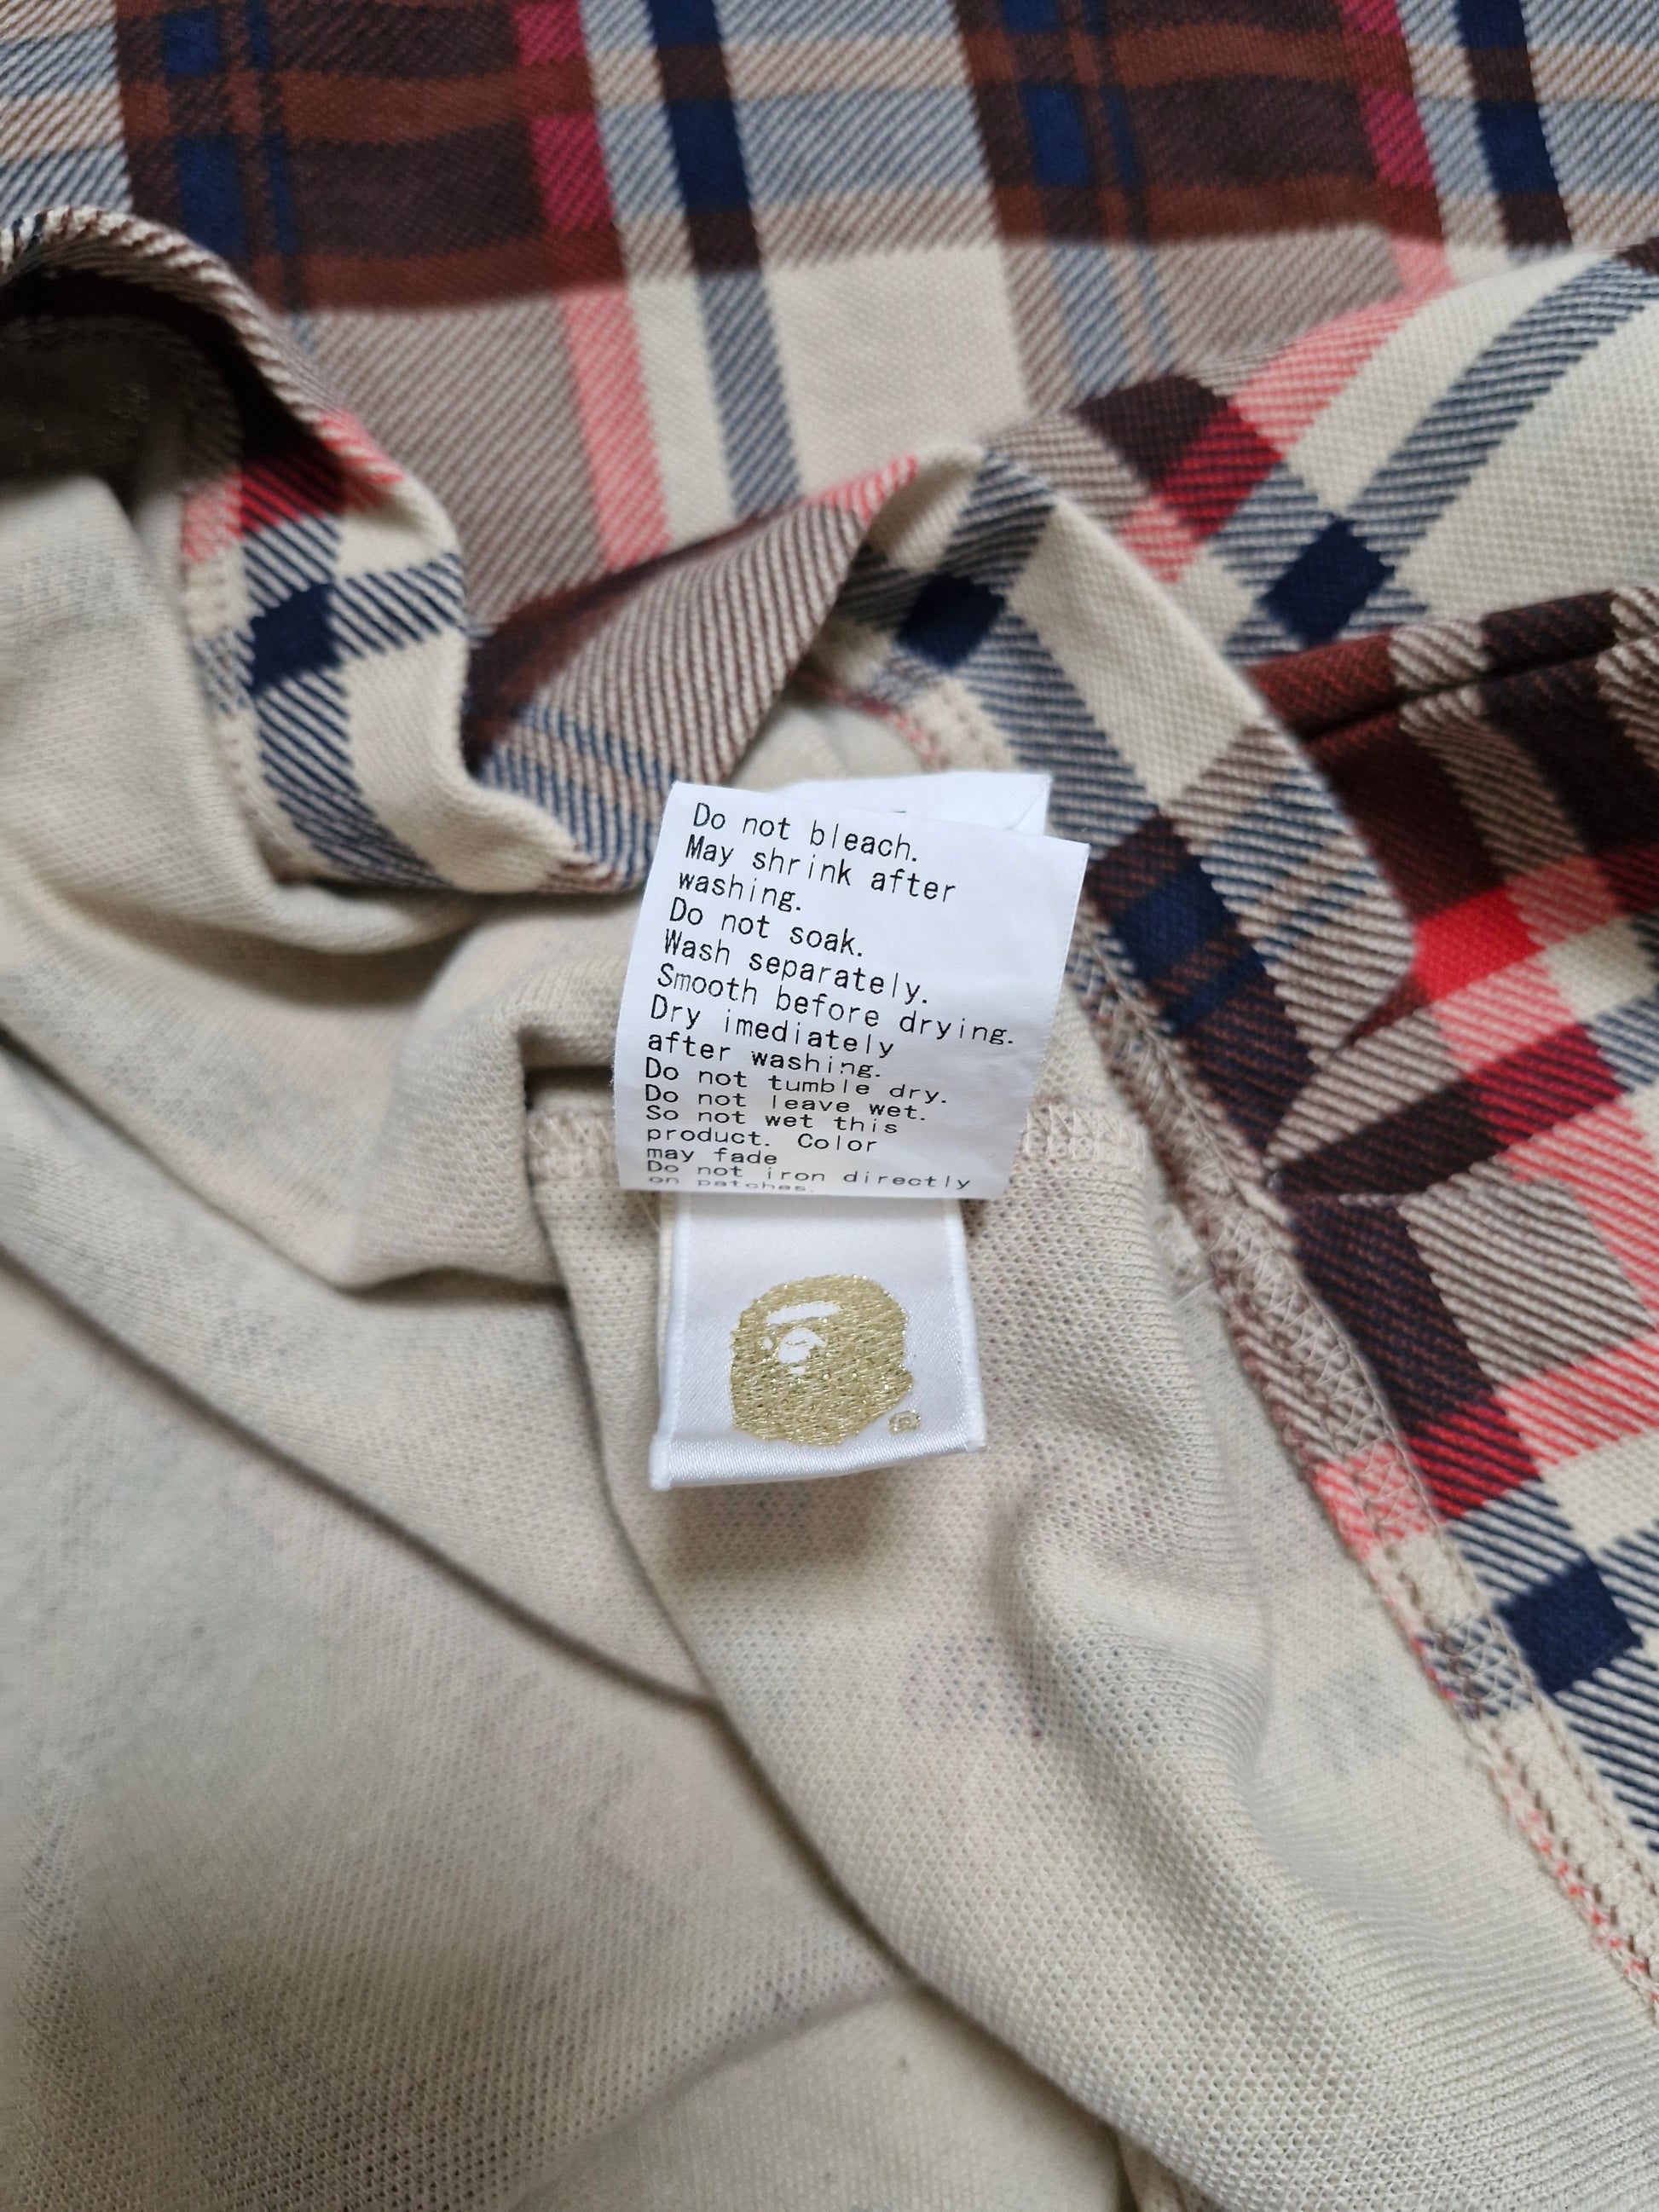 Do not bleach.
May shrink after
washing.
Do not soak.
Wash separately.
Smooth before drying.
Dry imediately
after washing.
Do not tumble dry.
Do not leave wet.
So not wet this
product. Color
may fade
Do not iron directly
on patches.